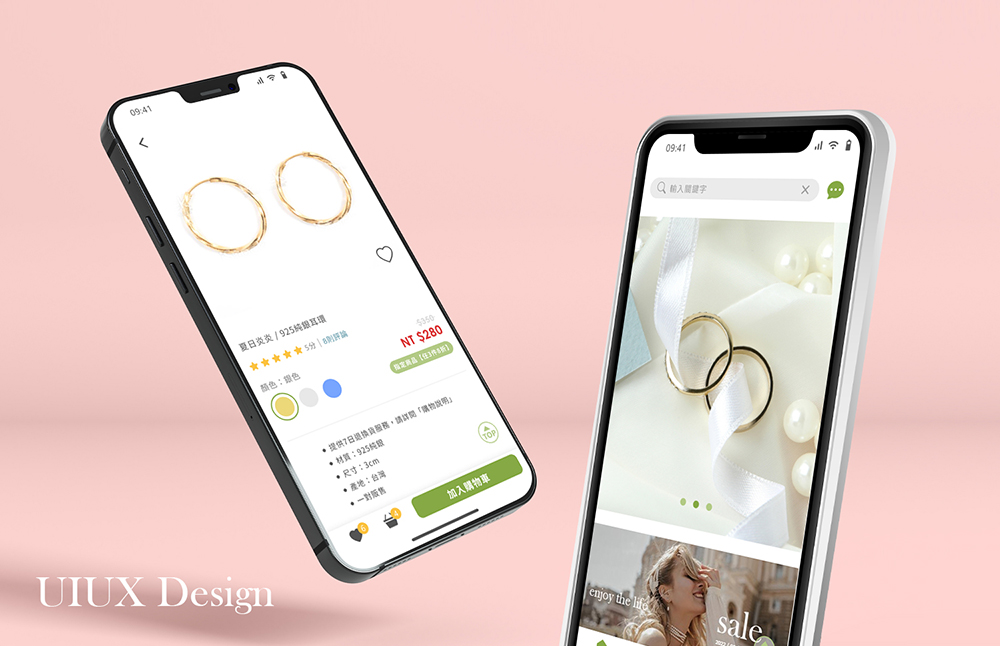 09:41
夏日炎炎 / 925純銀耳環
5分 | 8則評論
$350
NT $280
顏色：銀色
• 提供7日退換貨服務，請詳閱「購物說明」
• 材質：925純銀
• 尺寸：3cm
• 產地：台灣
• 一對販售
TOP
加入購物車
09:41
輸入關鍵字
enjoy the life
sale
UIUX Design